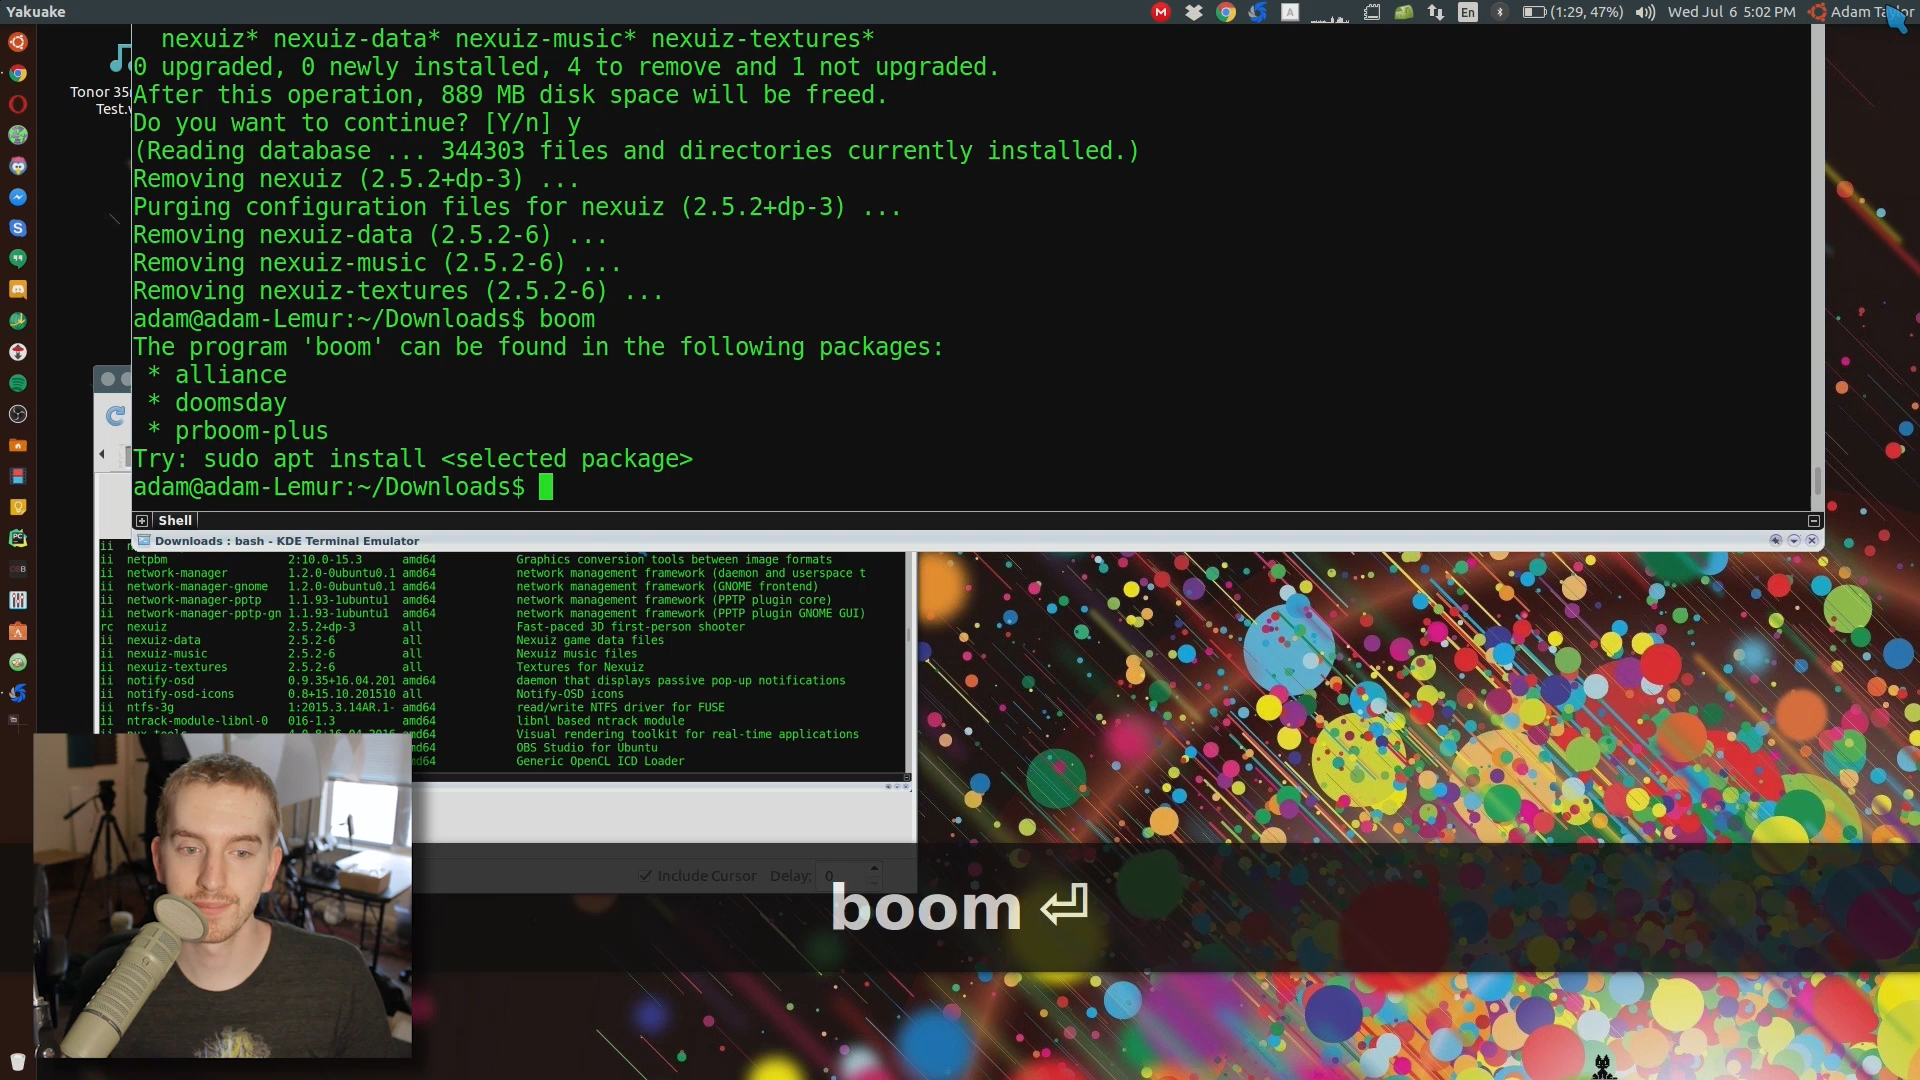 Yakuake
En
(1:29, 47%)
Wed Jul 6 5:02 PM
Adam Taylor
Tonor 35
Test.
nexuiz* nexuiz-data* nexuiz-music* nexuiz-textures*
0 upgraded, 0 newly installed, 4 to remove and 1 not upgraded.
After this operation, 889 MB disk space will be freed.
Do you want to continue? [Y/n] y
(Reading database ... 344303 files and directories currently installed.)
Removing nexuiz (2.5.2+dp-3) ...
Purging configuration files for nexuiz (2.5.2+dp-3) ...
Removing nexuiz-data (2.5.2-6) ...
Removing nexuiz-music (2.5.2-6) ...
Removing nexuiz-textures (2.5.2-6) ...
adam@adam-Lemur:~/Downloads$ boom
The program 'boom' can be found in the following packages:
* alliance
* doomsday
* prboom-plus
Try: sudo apt install <selected package>
adam@adam-Lemur:~/Downloads$
Shell
Downloads : bash - KDE Terminal Emulator
ii netpbm 2:10.0-15.3 amd64 Graphics conversion tools between image formats
ii network-manager 1.2.0-0ubuntu0.1 amd64 network management framework (daemon and userspace t
ii network-manager-gnome 1.2.0-0ubuntu0.1 amd64 network management framework (GNOME frontend)
ii network-manager-pptp 1.1.93-1ubuntu1 amd64 network management framework (PPTP plugin core)
ii network-manager-pptp-gn 1.1.93-1ubuntu1 amd64 network management framework (PPTP plugin GNOME GUI)
rc nexuiz 2.5.2+dp-3 all Fast-paced 3D first-person shooter
ii nexuiz-data 2.5.2-6 all Nexuiz game data files
ii nexuiz-music 2.5.2-6 all Nexuiz music files
ii nexuiz-textures 2.5.2-6 all Textures for Nexuiz
ii notify-osd 0.9.35+16.04.201 amd64 daemon that displays passive pop-up notifications
ii notify-osd-icons 0.8+15.10.201510 all Notify-OSD icons
ii ntfs-3g 1:2015.3.14AR.1- amd64 read/write NTFS driver for FUSE
ii ntrack-module-libnl-0 016-1.3 amd64 libnl based ntrack module
ii nux-tools amd64 Visual rendering toolkit for real-time applications
md64 OBS Studio for Ubuntu
md64 Generic OpenCL ICD Loader
Include Cursor Delay: 0
boom ⏎